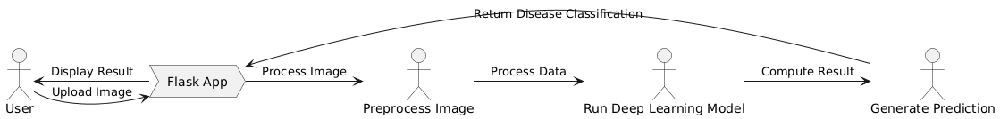 Return Disease Classification
Display Result
Upload Image
Flask App
Process Image
Process Data
Compute Result
User
Preprocess Image
Run Deep Learning Model
Generate Prediction